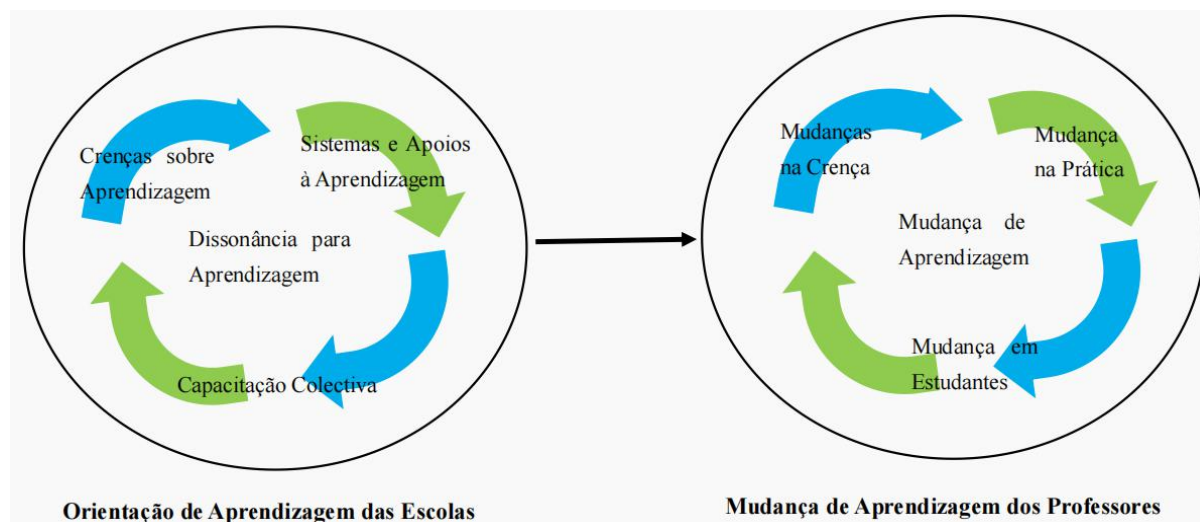 Crenças sobre
Aprendizagem
Sistemas e Apoios
à Aprendizagem
Dissonância para
Aprendizagem
Capacitação Colectiva
Orientação de Aprendizagem das Escolas
Mudanças
na Crença
Mudança
na Prática
Mudança de
Aprendizagem
Mudança em
Estudantes
Mudança de Aprendizagem dos Professores